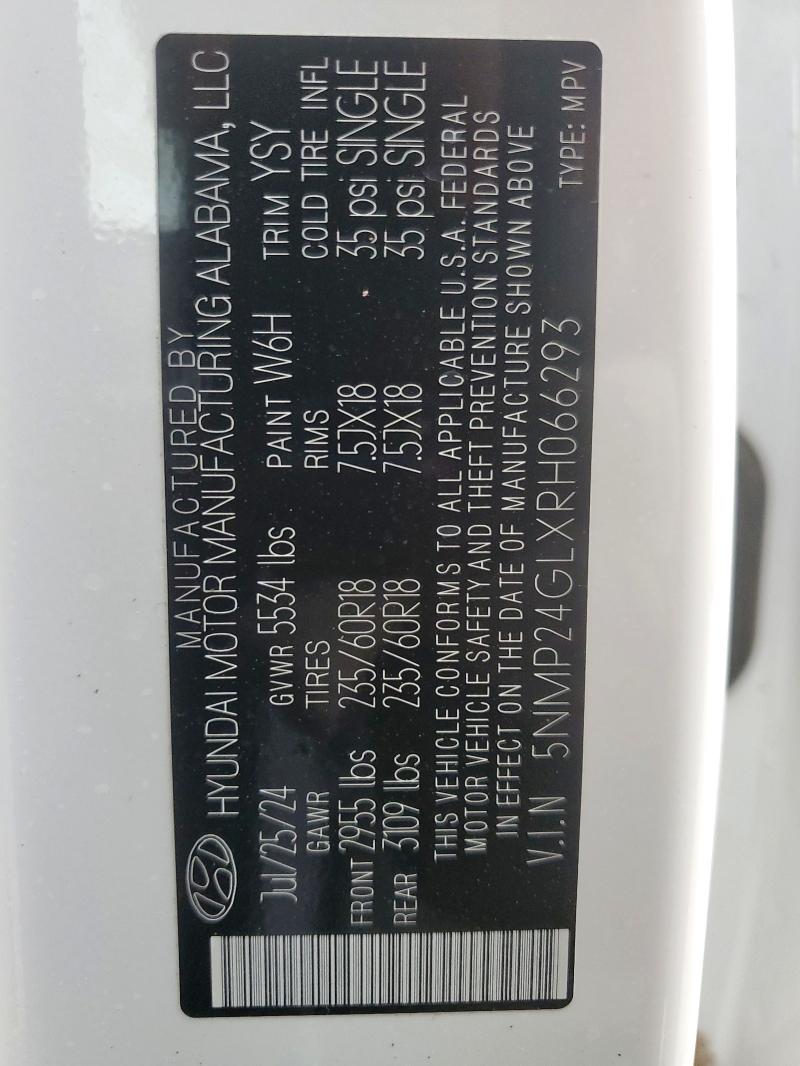 MANUFACTURED BY
HYUNDAI MOTOR MANUFACTURING ALABAMA, LLC
Jul/25/24 GVWR 5534 lbs PAINT W6H TRIM YSY
GAWR TIRES RIMS COLD TIRE INFL
FRONT 2955 lbs 235/60R18 7.5JX18 35 psi SINGLE
REAR 3109 lbs 235/60R18 7.5JX18 35 psi SINGLE
THIS VEHICLE CONFORMS TO ALL APPLICABLE U.S.A. FEDERAL
MOTOR VEHICLE SAFETY AND THEFT PREVENTION STANDARDS
IN EFFECT ON THE DATE OF MANUFACTURE SHOWN ABOVE
V.I.N 5NMP24GLXRH066293 TYPE: MPV